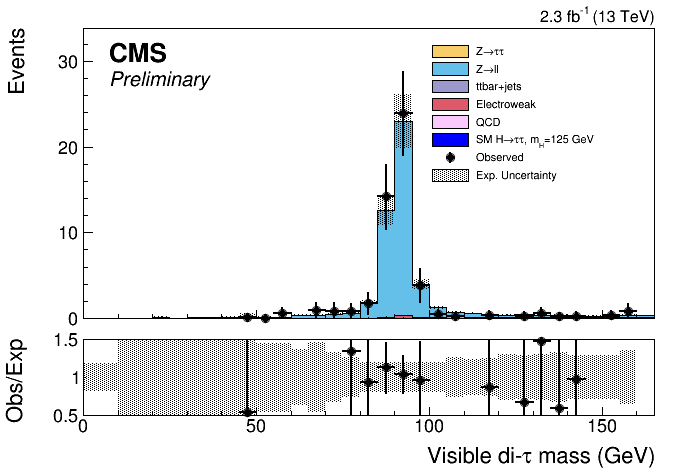 2.3 fb⁻¹ (13 TeV)
Events
CMS
Preliminary
30
20
10
0
Z→ττ
Z→ll
ttbar+jets
Electroweak
QCD
SM H→ττ, m_H=125 GeV
Observed
Exp. Uncertainty
Obs/Exp
1.5
1
0.5
0 50 100 150
Visible di-τ mass (GeV)